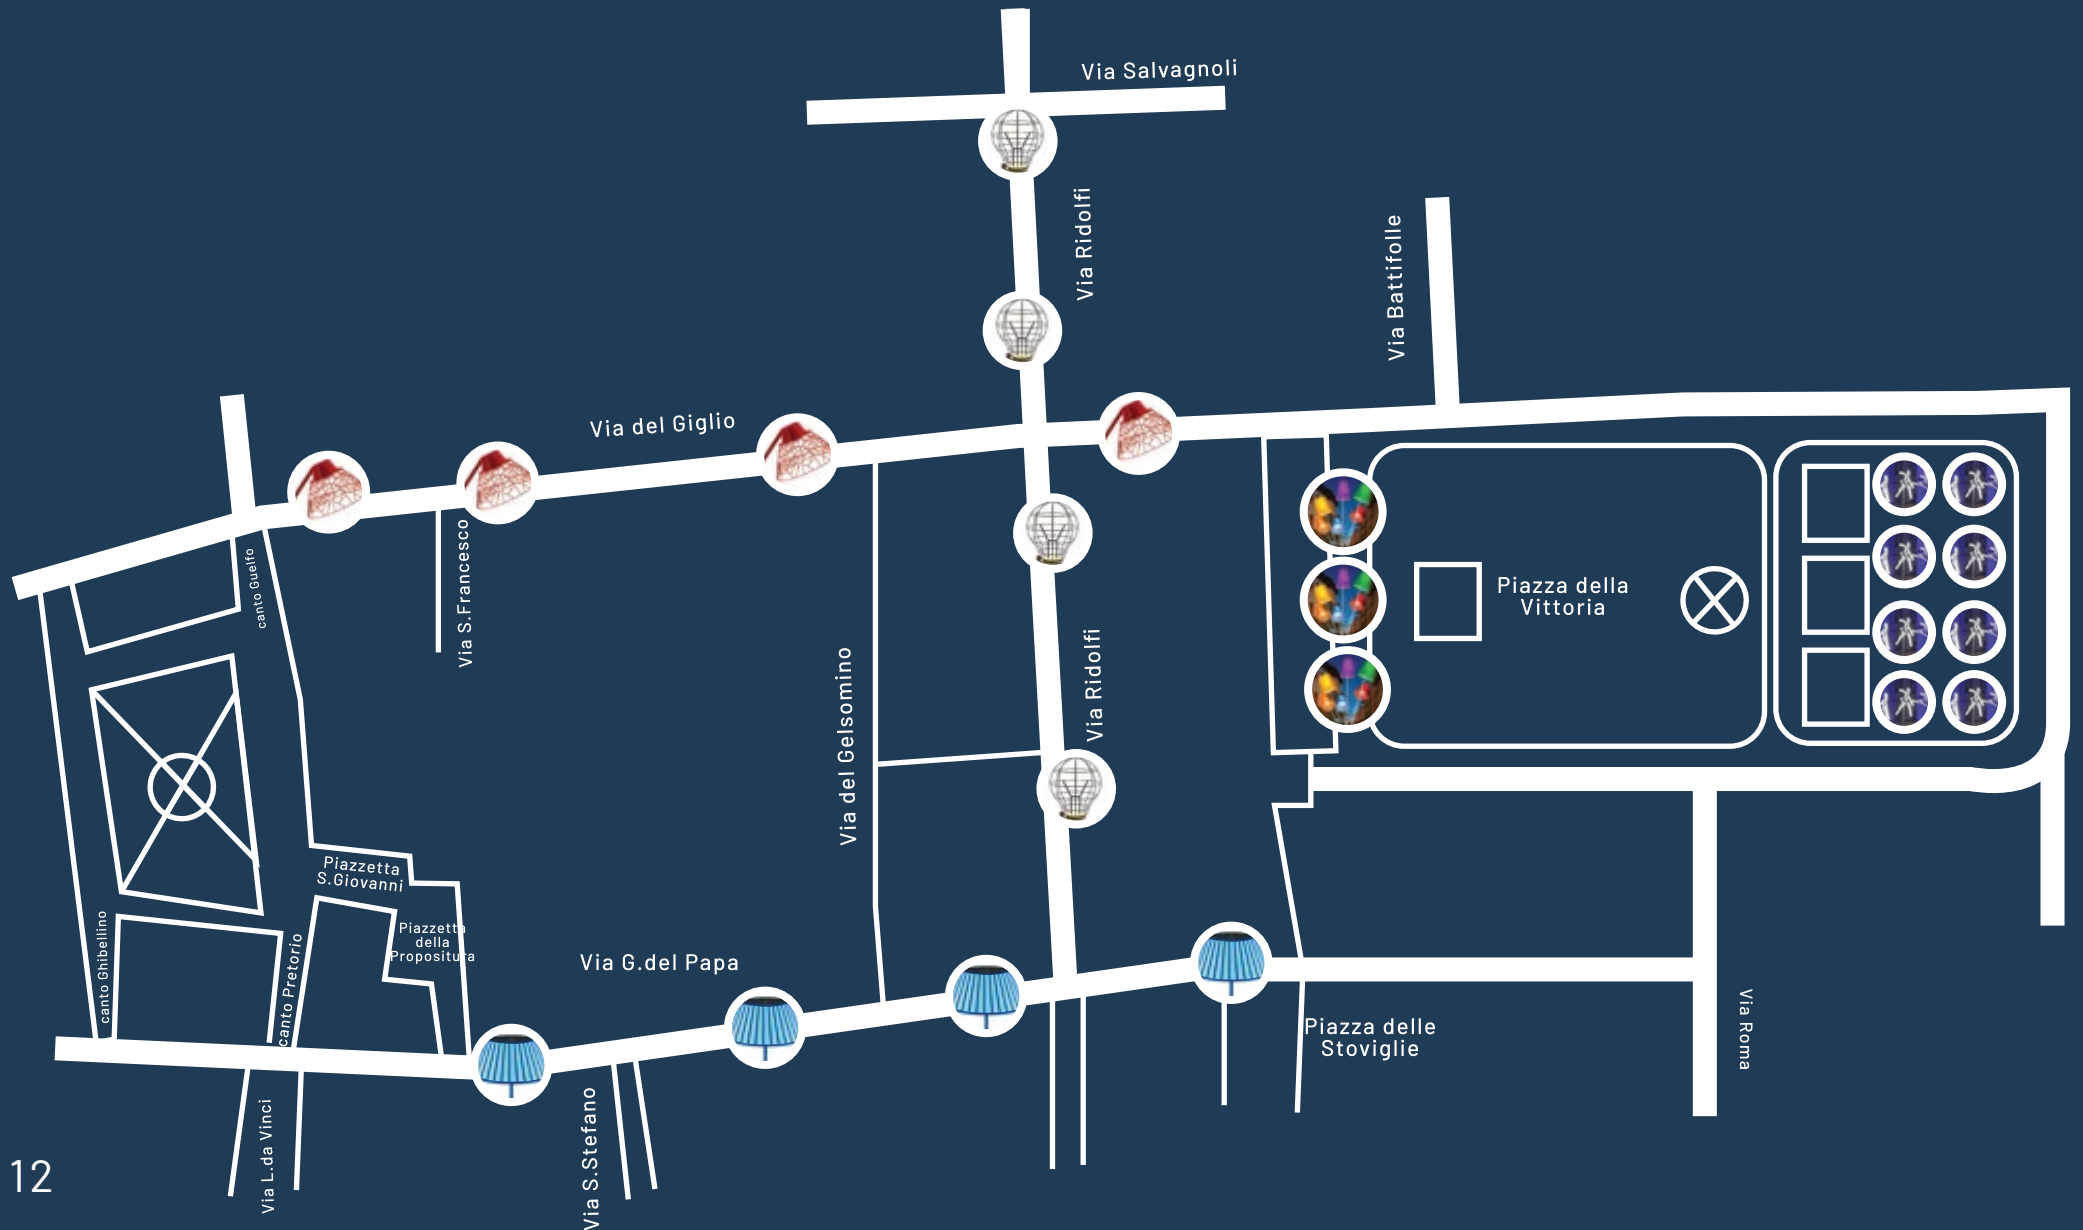 Via Salvagnoli
Via Ridolfi
Via Battifolle
Via del Giglio
canto Guelfo
Via S.Francesco
Piazza della
Vittoria
Via del Gelsomino
Via Ridolfi
Piazzetta
S.Giovanni
canto Ghibellino
canto Pretorio
Piazzetta
della
Propositura
Via G.del Papa
Piazza delle
Stoviglie
Via Roma
Via L.da Vinci
Via S.Stefano
12